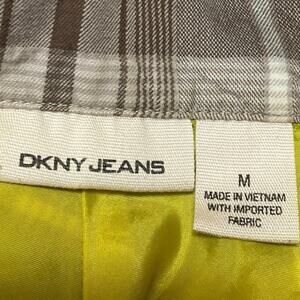 DKNY JEANS
M
MADE IN VIETNAM
WITH IMPORTED
FABRIC